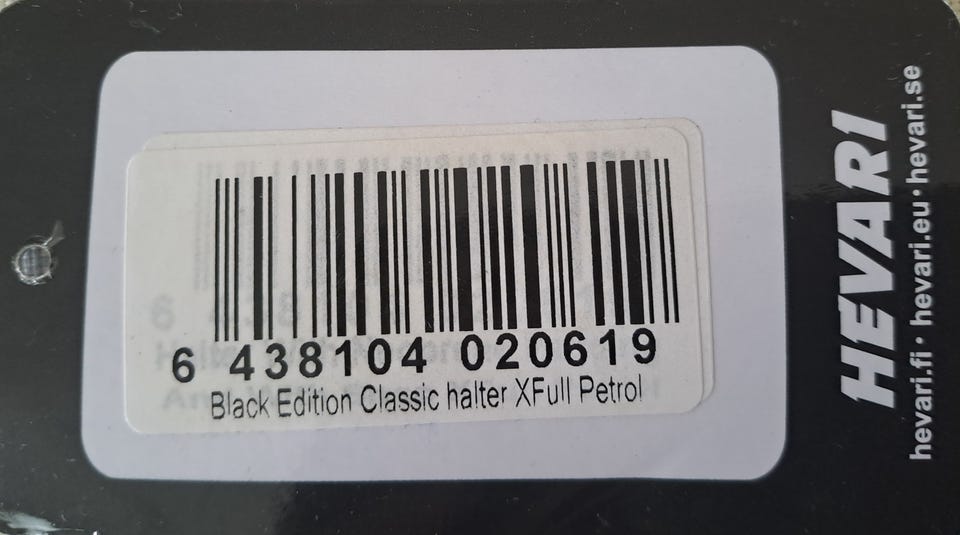 6 438104 020619
Black Edition Classic halter XFull Petrol
HEVARI
hevari.fi · hevari.eu · hevari.se